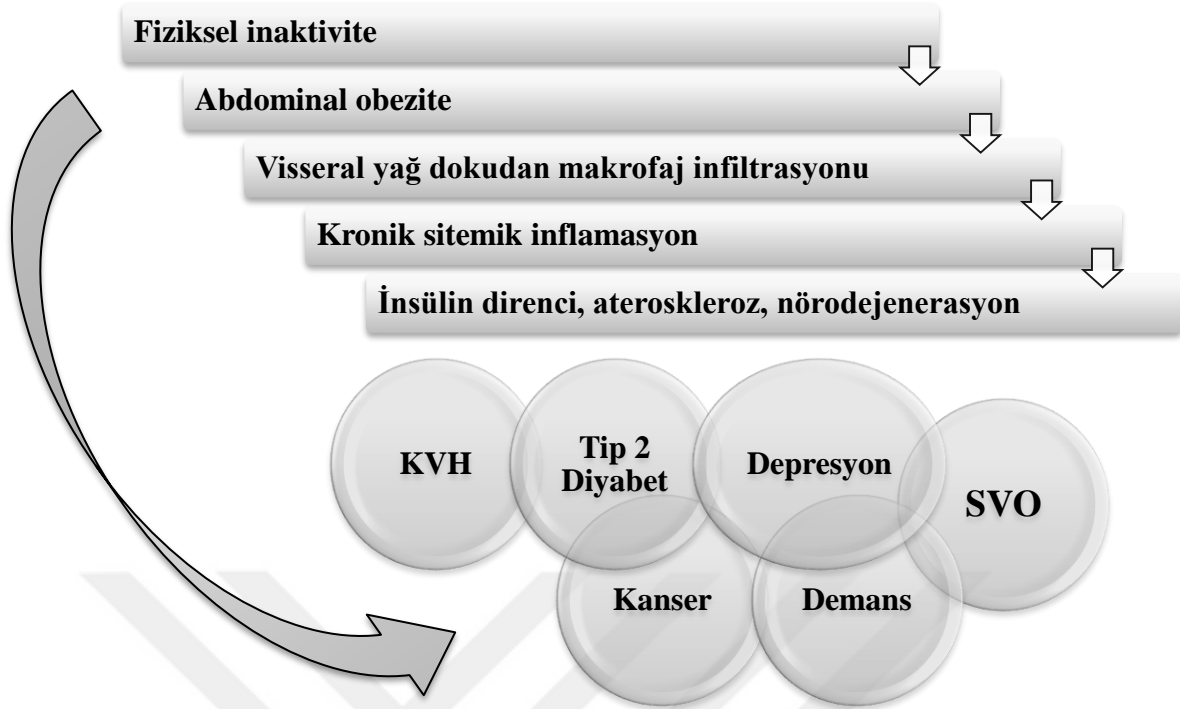 Fiziksel inaktivite
Abdominal obezite
Visseral yağ dokudan makrofaj infiltrasyonu
Kronik sitemik inflamasyon
İnsülin direnci, ateroskleroz, nörodejenerasyon
KVH
Tip 2
Diyabet
Depresyon
SVO
Kanser
Demans